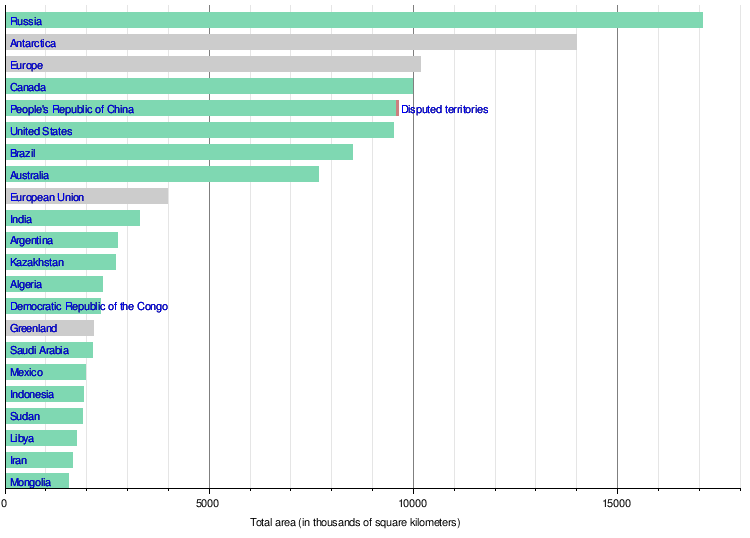 Russia
Antarctica
Europe
Canada
People's Republic of China Disputed territories
United States
Brazil
Australia
European Union
India
Argentina
Kazakhstan
Algeria
Democratic Republic of the Congo
Greenland
Saudi Arabia
Mexico
Indonesia
Sudan
Libya
Iran
Mongolia
0 5000 10000 15000
Total area (in thousands of square kilometers)